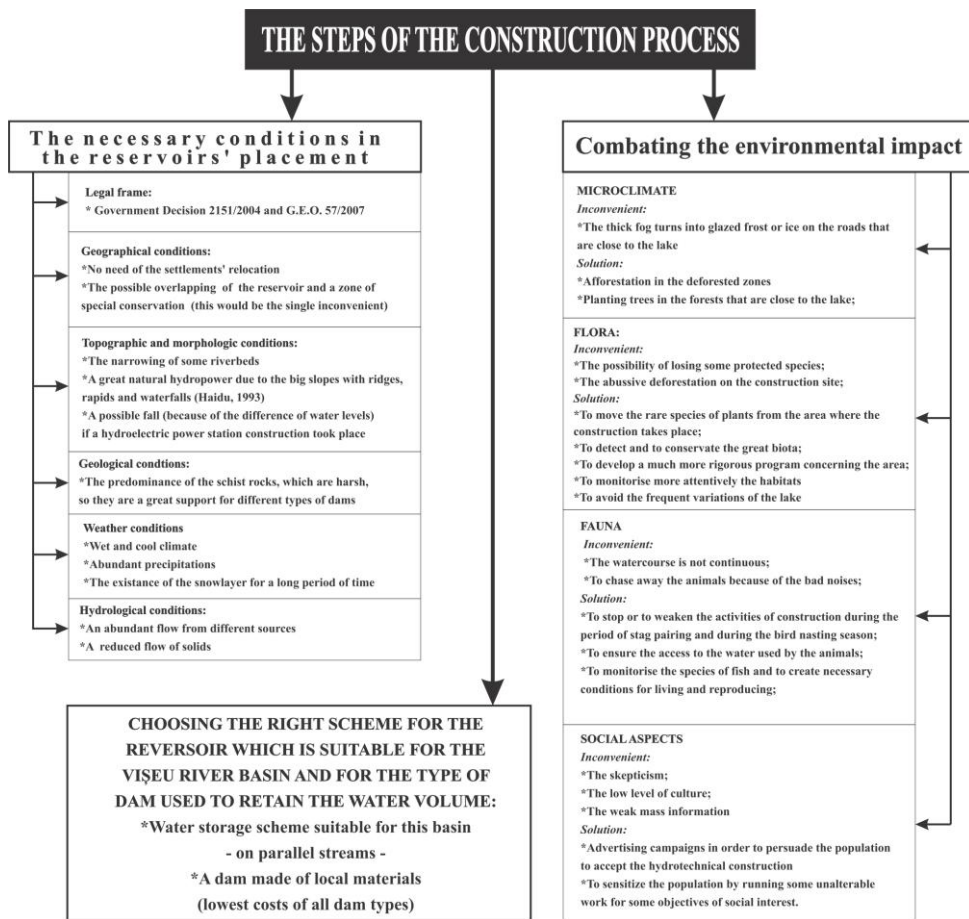 THE STEPS OF THE CONSTRUCTION PROCESS
The necessary conditions in
the reservoirs' placement
Legal frame:
* Government Decision 2151/2004 and G.E.O. 57/2007
Geographical conditions:
*No need of the settlements' relocation
*The possible overlapping of the reservoir and a zone of
special conservation (this would be the single inconvenient)
Topographic and morphologic conditions:
*The narrowing of some riverbeds
*A great natural hydropower due to the big slopes with ridges,
rapids and waterfalls (Haidu, 1993)
*A possible fall (because of the difference of water levels)
if a hydroelectric power station construction took place
Geological condtions:
*The predominance of the schist rocks, which are harsh,
so they are a great support for different types of dams
Weather conditions
*Wet and cool climate
*Abundant precipitations
*The existance of the snowlayer for a long period of time
Hydrological conditions:
*An abundant flow from different sources
*A reduced flow of solids
CHOOSING THE RIGHT SCHEME FOR THE
REVERSOIR WHICH IS SUITABLE FOR THE
VIȘEU RIVER BASIN AND FOR THE TYPE OF
DAM USED TO RETAIN THE WATER VOLUME:
*Water storage scheme suitable for this basin
- on parallel streams -
*A dam made of local materials
(lowest costs of all dam types)
Combating the environmental impact
MICROCLIMATE
Inconvenient:
*The thick fog turns into glazed frost or ice on the roads that
are close to the lake
Solution:
*Afforestation in the deforested zones
*Planting trees in the forests that are close to the lake;
FLORA:
Inconvenient:
*The possibility of losing some protected species;
*The abussive deforestation on the construction site;
Solution:
*To move the rare species of plants from the area where the
construction takes place;
*To detect and to conservate the great biota;
*To develop a much more rigorous program concerning the area;
*To monitorise more attentively the habitats
*To avoid the frequent variations of the lake
FAUNA
Inconvenient:
*The watercourse is not continuous;
*To chase away the animals because of the bad noises;
Solution:
*To stop or to weaken the activities of construction during the
period of stag pairing and during the bird nasting season;
*To ensure the access to the water used by the animals;
*To monitorise the species of fish and to create necessary
conditions for living and reproducing;
SOCIAL ASPECTS
Inconvenient:
*The skepticism;
*The low level of culture;
*The weak mass information
Solution:
*Advertising campaigns in order to persuade the population
to accept the hydrotechnical construction
*To sensitize the population by running some unalterable
work for some objectives of social interest.